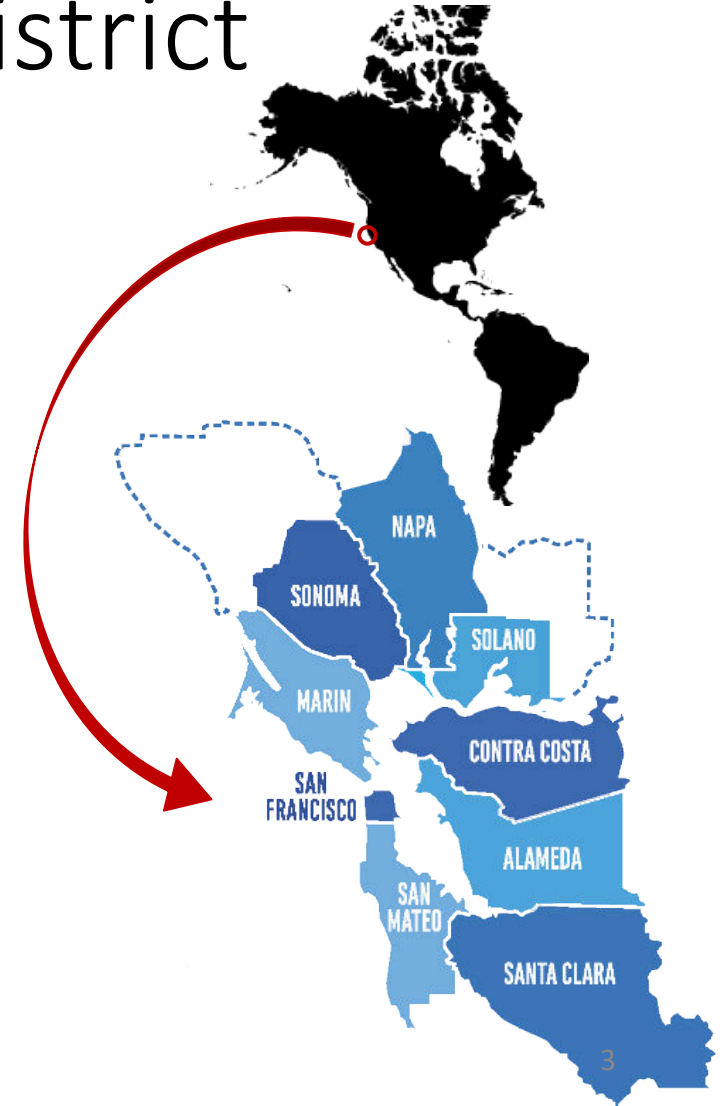 istrict
NAPA
SONOMA
SOLANO
MARIN
CONTRA COSTA
SAN
FRANCISCO
ALAMEDA
SAN
MATEO
SANTA CLARA
3